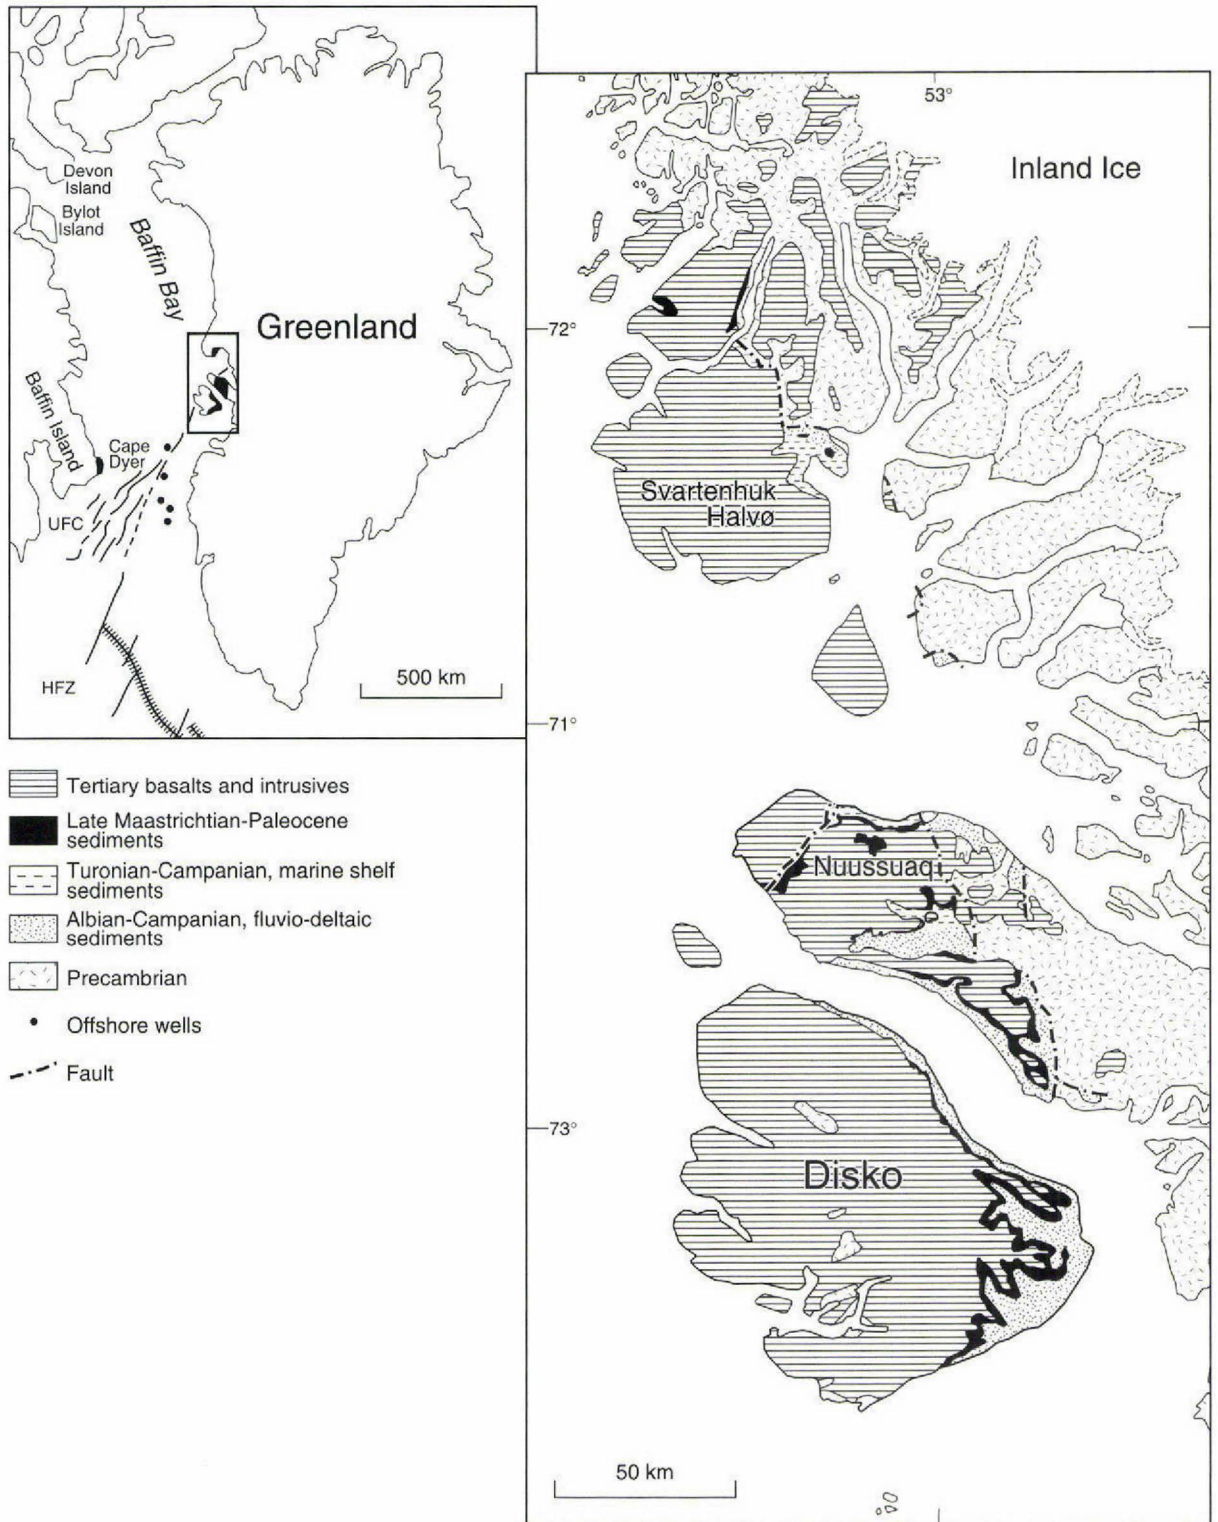 Devon
Island
Bylot
Island
Baffin Bay
Greenland
Baffin Island
Cape
Dyer
UFC
HFZ
500 km
53°
Inland Ice
72°
Svartenhuk
Halvø
71°
Nuussuaq
73°
Disko
50 km
Tertiary basalts and intrusives
Late Maastrichtian-Paleocene
sediments
Turonian-Campanian, marine shelf
sediments
Albian-Campanian, fluvio-deltaic
sediments
Precambrian
Offshore wells
Fault